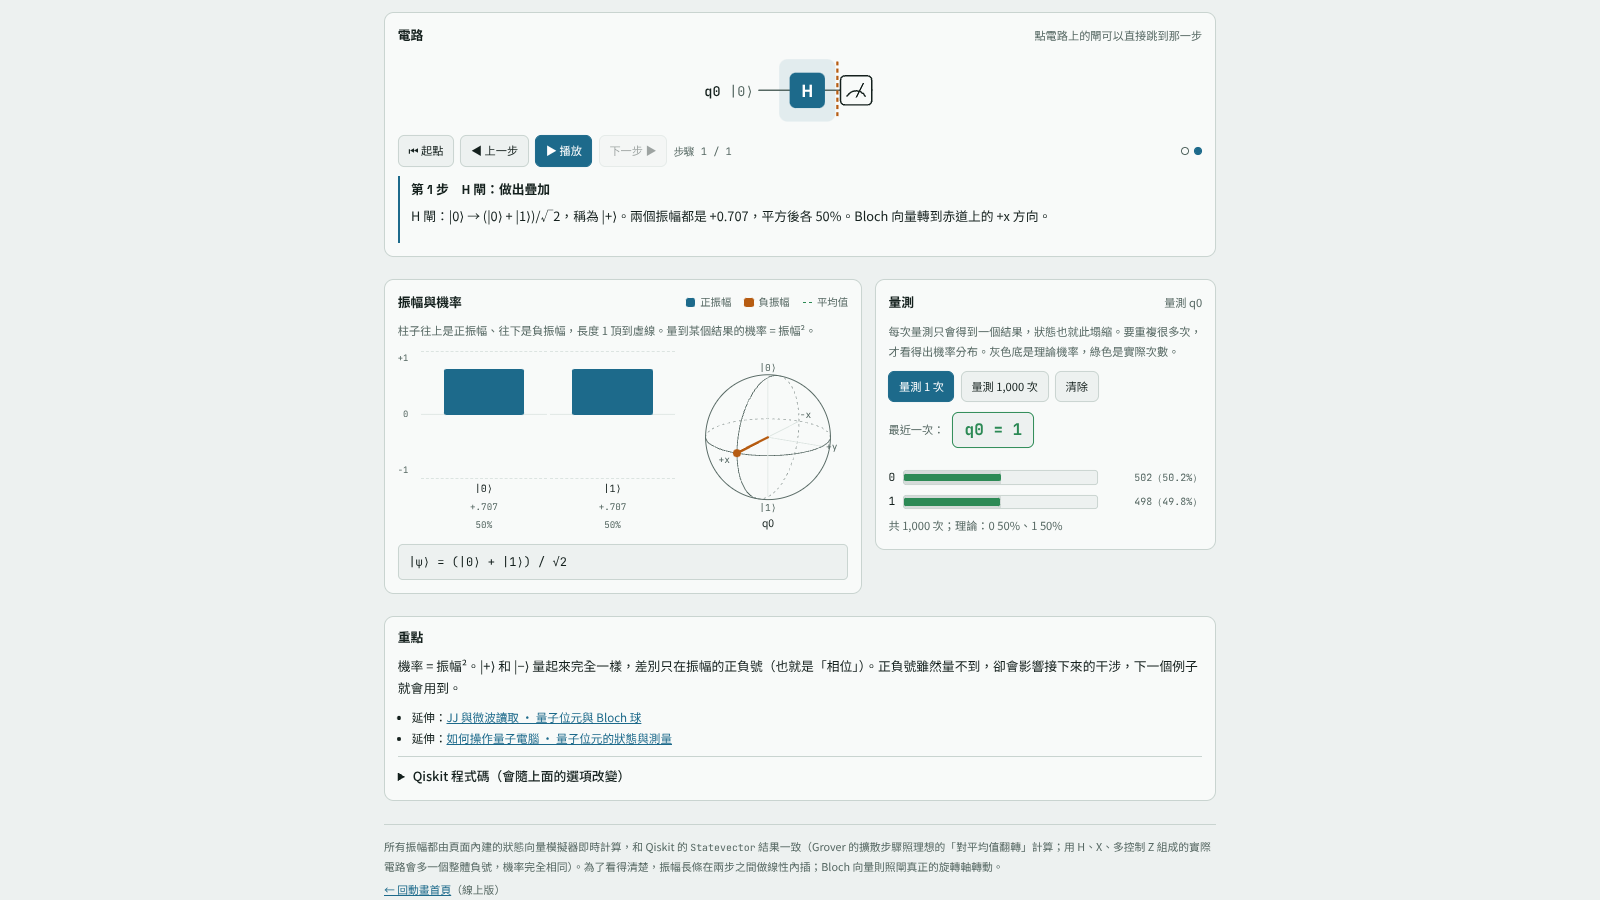 電路
點電路上的閘可以直接跳到那一步
q0 |0⟩ H
⏮ 起點 ◀ 上一步 ▶ 播放 下一步 ▶ 步驟 1 / 1
第 1 步 H 閘：做出疊加
H 閘：|0⟩ → (|0⟩ + |1⟩)/√2，稱為 |+⟩。兩個振幅都是 +0.707，平方後各 50%。Bloch 向量轉到赤道上的 +x 方向。
振幅與機率
正振幅 負振幅 平均值
柱子往上是正振幅、往下是負振幅，長度 1 頂到虛線。量到某個結果的機率 = 振幅²。
+1
0
-1
|0⟩ |1⟩
+.707 +.707
50% 50%
|0⟩
-x
+y
+x
|1⟩
q0
|ψ⟩ = (|0⟩ + |1⟩) / √2
量測
量測 q0
每次量測只會得到一個結果，狀態也就此塌縮。要重複很多次，
才看得出機率分布。灰色底是理論機率，綠色是實際次數。
量測 1 次 量測 1,000 次 清除
最近一次： q0 = 1
0 502 (50.2%)
1 498 (49.8%)
共 1,000 次；理論：0 50%、1 50%
重點
機率 = 振幅²。|+⟩ 和 |−⟩ 量起來完全一樣，差別只在振幅的正負號（也就是「相位」）。正負號雖然量不到，卻會影響接下來的干涉，下一個例子
就會用到。
• 延伸：JJ 與微波讀取 · 量子位元與 Bloch 球
• 延伸：如何操作量子電腦 · 量子位元的狀態與測量
▶ Qiskit 程式碼（會隨上面的選項改變）
所有振幅都由頁面內建的狀態向量模擬器即時計算，和 Qiskit 的 Statevector 結果一致（Grover 的擴散步驟照理想的「對平均值翻轉」計算；用 H、X、多控制 Z 組成的實際
電路會多一個整體負號，機率完全相同）。為了看得清楚，振幅長條在兩步之間做線性內插；Bloch 向量則照閘真正的旋轉軸轉動。
← 回動畫首頁（線上版）